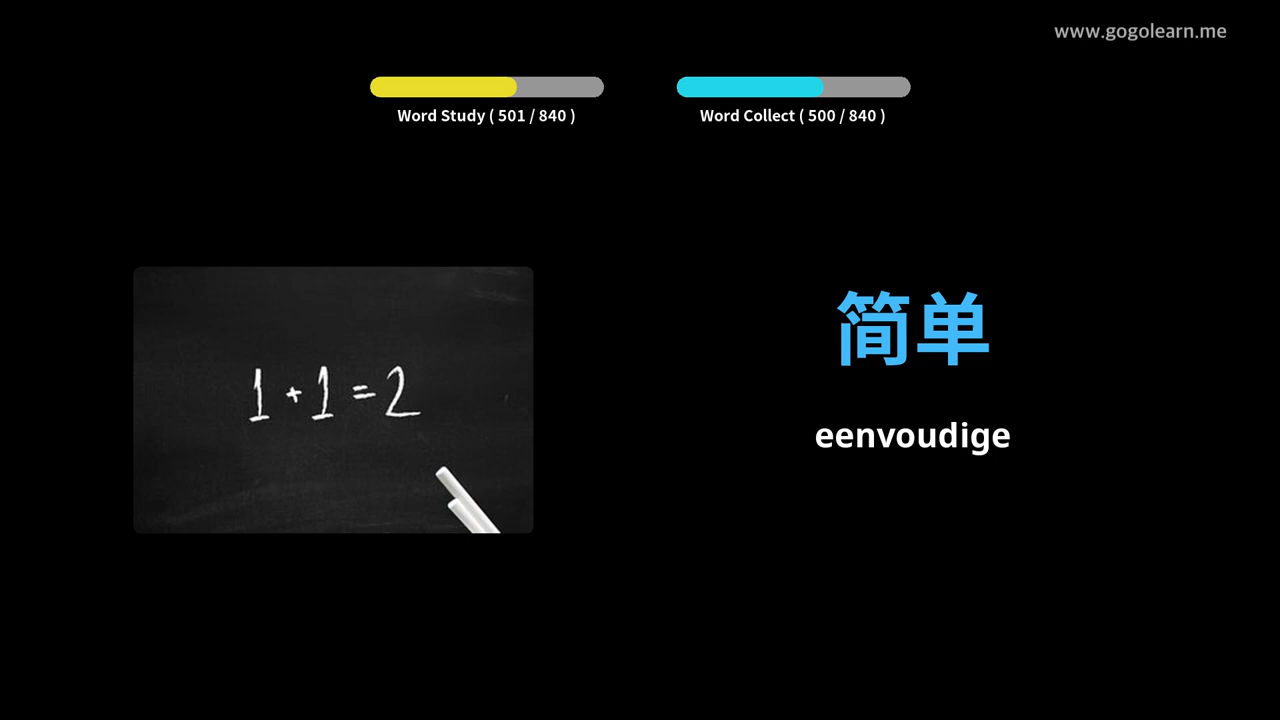 www.gogolearn.me
Word Study ( 501 / 840 )
Word Collect ( 500 / 840 )
1 + 1 = 2
简单
eenvoudige